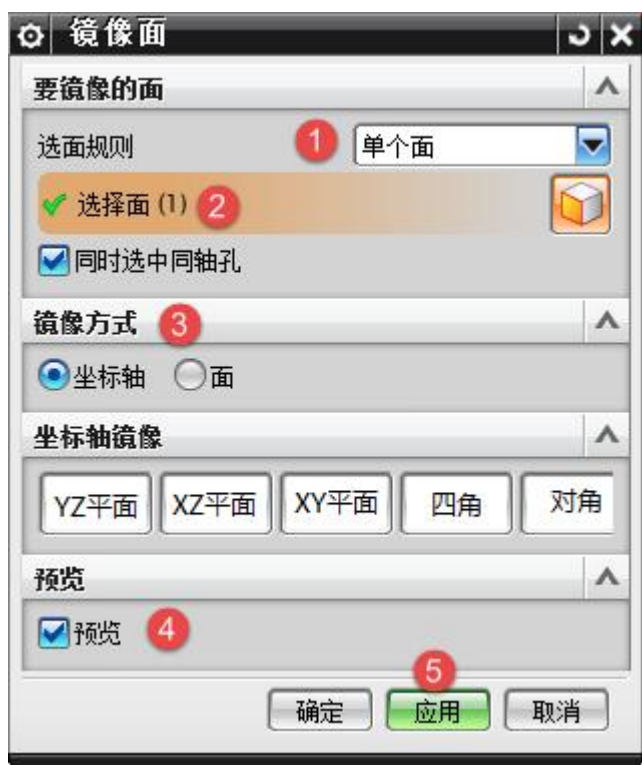 镜像面
要镜像的面
选面规则 1 单个面
选择面 (1) 2
同时选中同轴孔
镜像方式 3
坐标轴 面
坐标轴镜像
YZ平面 XZ平面 XY平面 四角 对角
预览
预览 4
5
确定 应用 取消